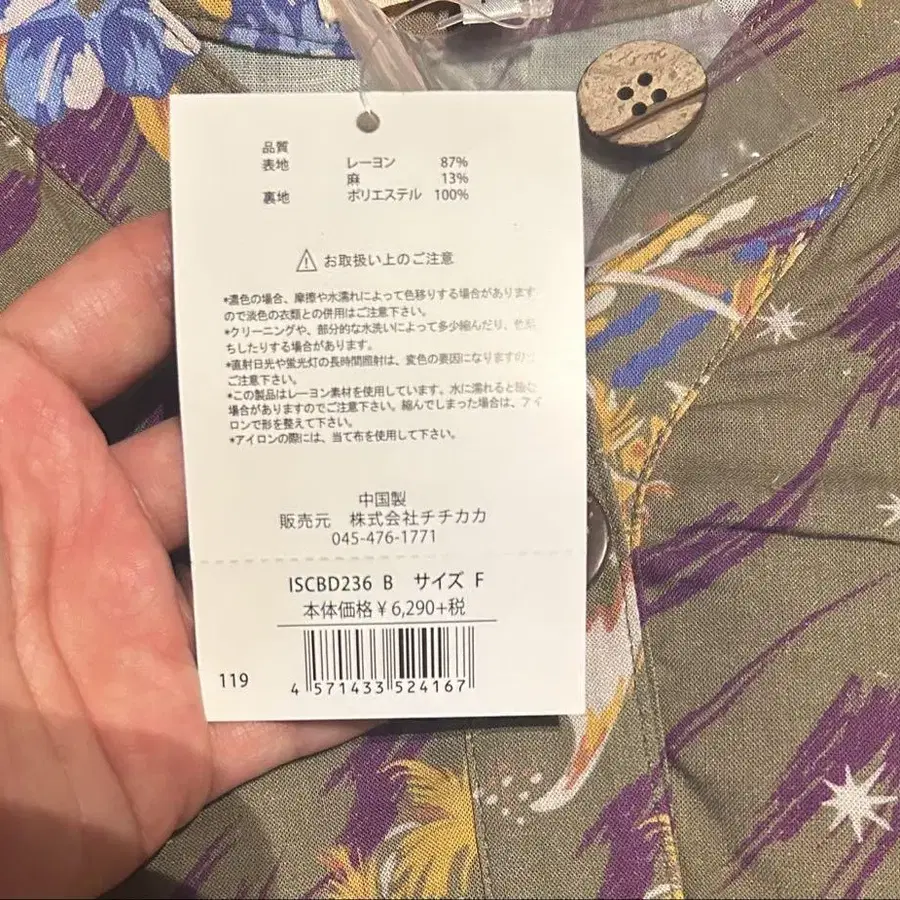 品質
表地 レーヨン 87%
麻 13%
裏地 ポリエステル 100%
お取扱い上のご注意
*濃色の場合、摩擦や水濡れによって色移りする場合があります
ので淡色の衣類との併用はご注意下さい。
*クリーニングや、部分的な水洗いによって多少縮んだり、色落
ちしたりする場合があります。
*直射日光や蛍光灯の長時間照射は、変色の要因になりますので
ご注意下さい。
*この製品はレーヨン素材を使用しています。水に濡れると縮む
場合がありますのでご注意下さい。縮んでしまった場合は、アイ
ロンで形を整えて下さい。
*アイロンの際には、当て布を使用して下さい。
中国製
販売元 株式会社チチカカ
045-476-1771
ISCBD236 B サイズ F
本体価格¥6,290+税
119
4 571433 524167